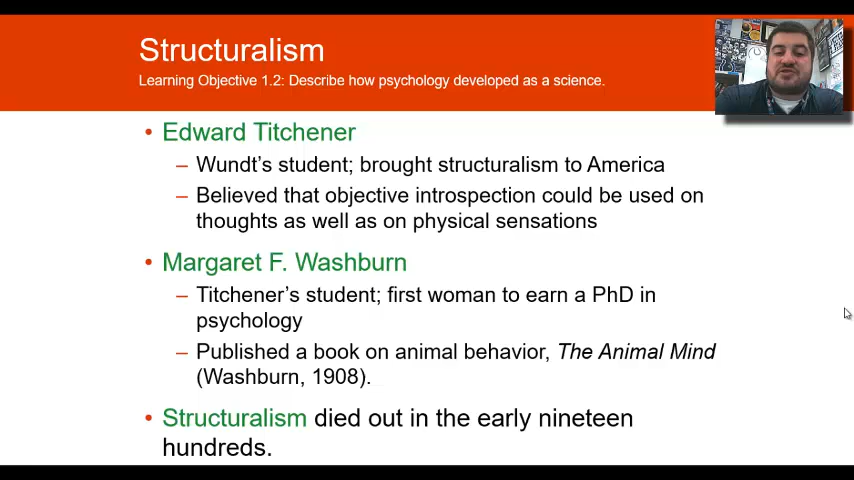 Structuralism
Learning Objective 1.2: Describe how psychology developed as a science.
• Edward Titchener
– Wundt's student; brought structuralism to America
– Believed that objective introspection could be used on
thoughts as well as on physical sensations
• Margaret F. Washburn
– Titchener's student; first woman to earn a PhD in
psychology
– Published a book on animal behavior, The Animal Mind
(Washburn, 1908).
• Structuralism died out in the early nineteen
hundreds.